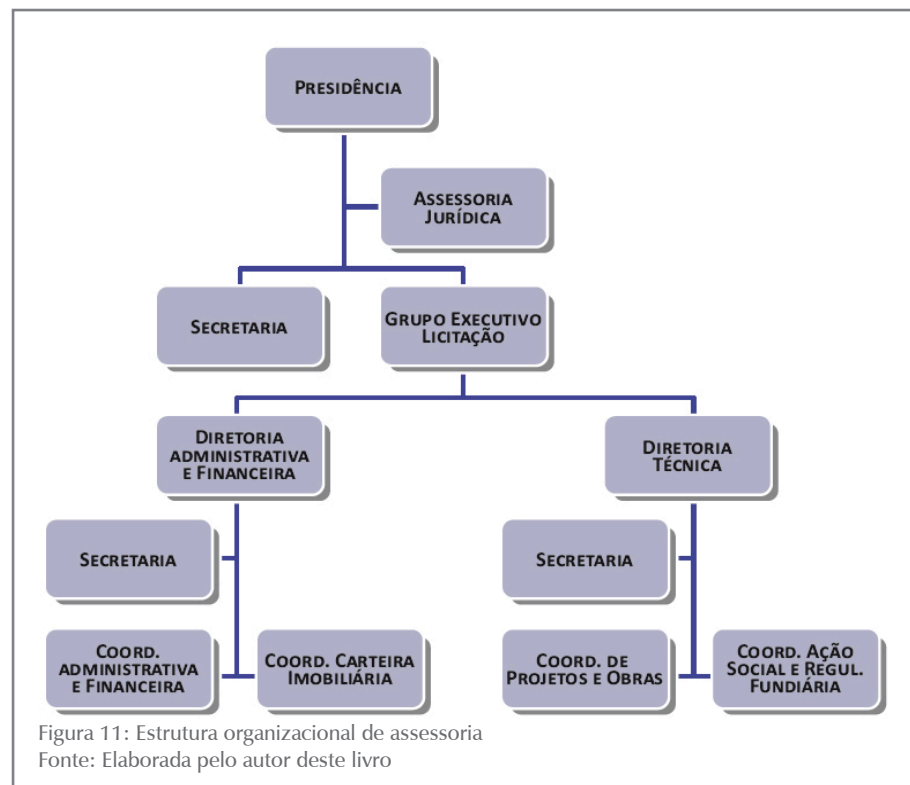 PRESIDÊNCIA
ASSESSORIA
JURÍDICA
SECRETARIA
GRUPO EXECUTIVO
LICITAÇÃO
DIRETORIA
ADMINISTRATIVA
E FINANCEIRA
DIRETORIA
TÉCNICA
SECRETARIA
SECRETARIA
COORD.
ADMINISTRATIVA
E FINANCEIRA
COORD. CARTEIRA
IMOBILIÁRIA
COORD. DE
PROJETOS E OBRAS
COORD. AÇÃO
SOCIAL E REGUL.
FUNDIÁRIA
Figura 11: Estrutura organizacional de assessoria
Fonte: Elaborada pelo autor deste livro